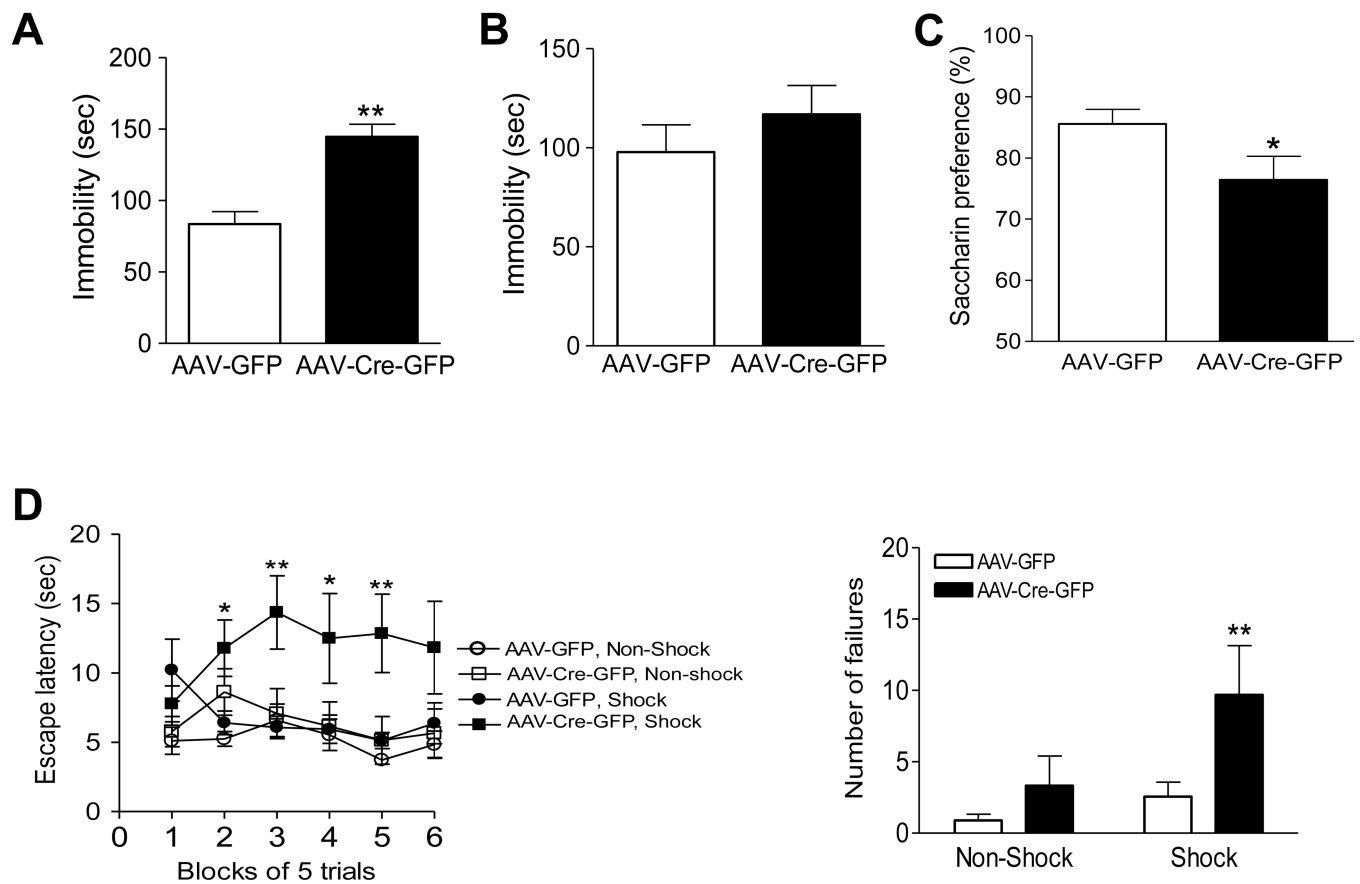 A
Immobility (sec)
200
150
100
50
0
**
AAV-GFP AAV-Cre-GFP
B
Immobility (sec)
150
100
50
0
AAV-GFP AAV-Cre-GFP
C
Saccharin preference (%)
100
90
80
70
60
50
*
AAV-GFP AAV-Cre-GFP
D
Escape latency (sec)
20
15
10
5
0
* ** * **
0 1 2 3 4 5 6
Blocks of 5 trials
AAV-GFP, Non-Shock
AAV-Cre-GFP, Non-shock
AAV-GFP, Shock
AAV-Cre-GFP, Shock
Number of failures
20
15
10
5
0
AAV-GFP
AAV-Cre-GFP
**
Non-Shock Shock